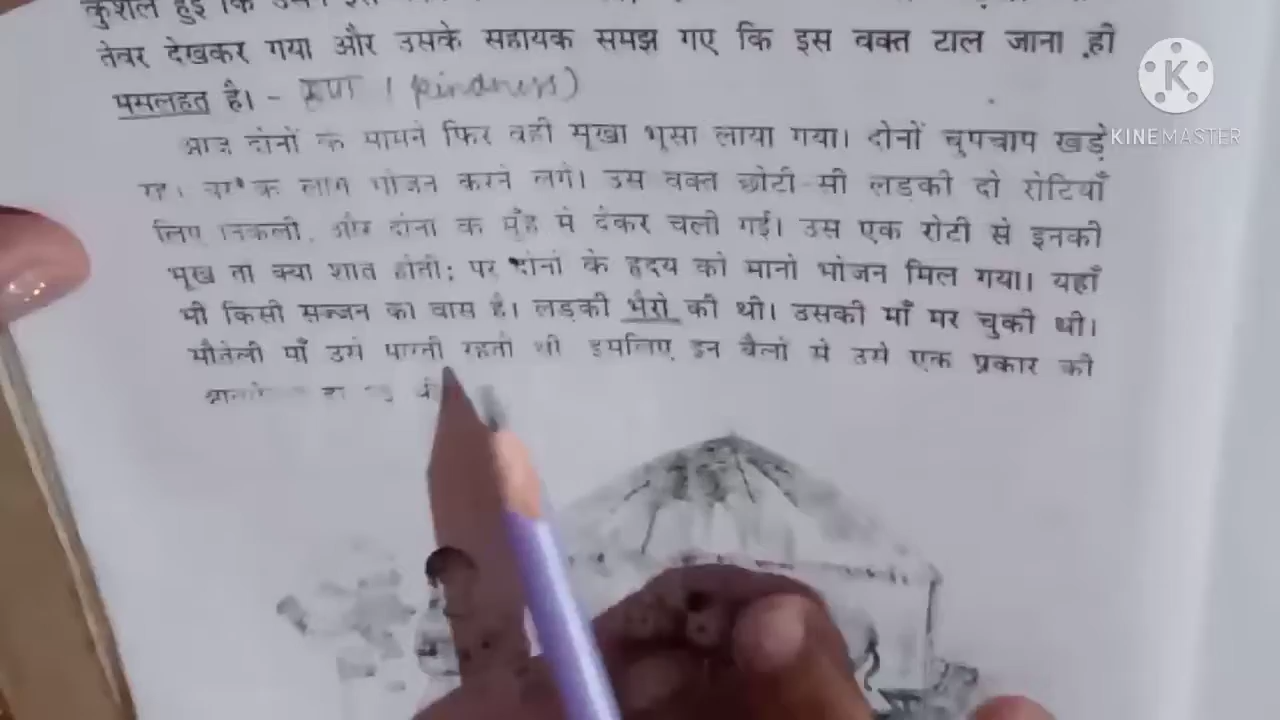 तेवर देखकर गया और उसके सहायक समझ गए कि इस वक्त टाल जाना ही
मसलहत है। - (kindness)
आज दोनों के सामने फिर वही सूखा भूसा लाया गया। दोनों चुपचाप खड़े
रहे। घर के लोग भोजन करने लगे। उस वक्त छोटी-सी लड़की दो रोटियाँ
लिए निकली, और दोनों के मुँह में देकर चली गई। उस एक रोटी से इनकी
भूख तो क्या शांत होती; पर दोनों के हृदय को मानो भोजन मिल गया। यहाँ
भी किसी सज्जन का वास है। लड़की भैरो की थी। उसकी माँ मर चुकी थी।
सौतेली माँ उसे मारती रहती थी इसलिए इन बैलों से उसे एक प्रकार की
K
KINEMASTER